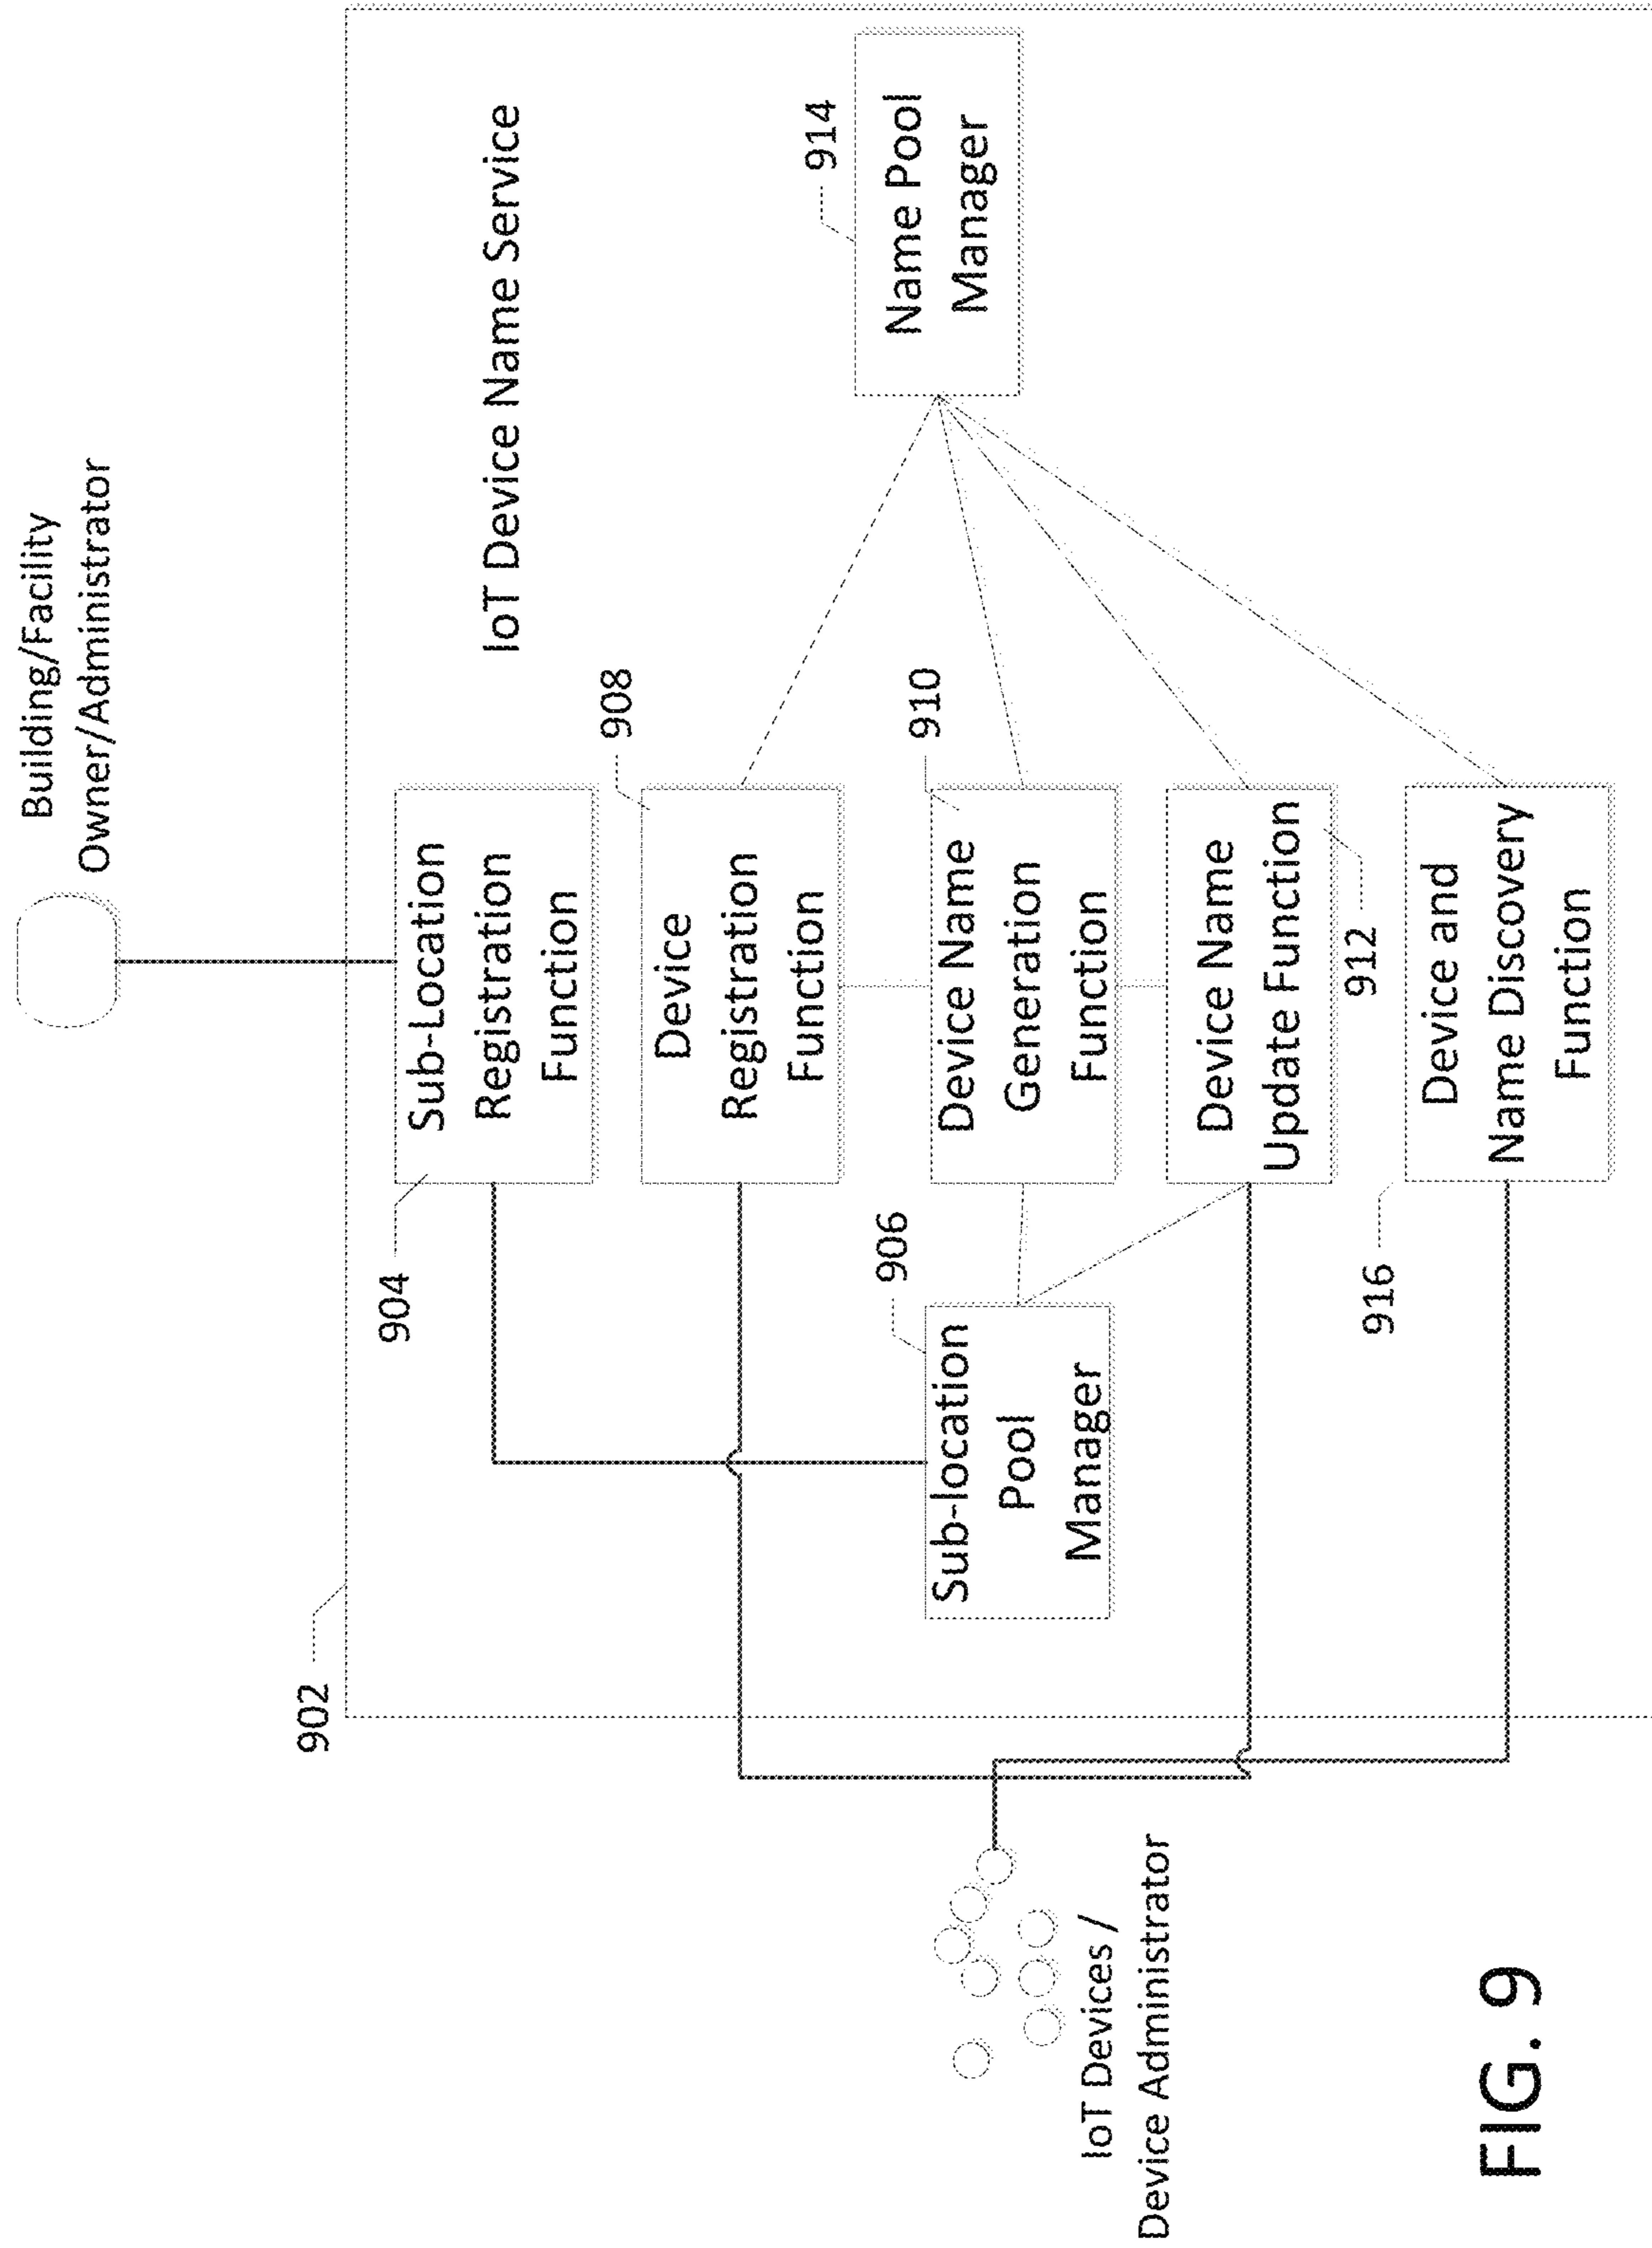 Building/Facility
Owner/Administrator
902
IoT Device Name Service
904
Sub-Location
Registration
Function
908
Device
Registration
Function
906
Sub-location
Pool
Manager
910
Device Name
Generation
Function
914
Name Pool
Manager
Device Name
Update Function
912
916
Device and
Name Discovery
Function
IoT Devices /
Device Administrator
FIG. 9